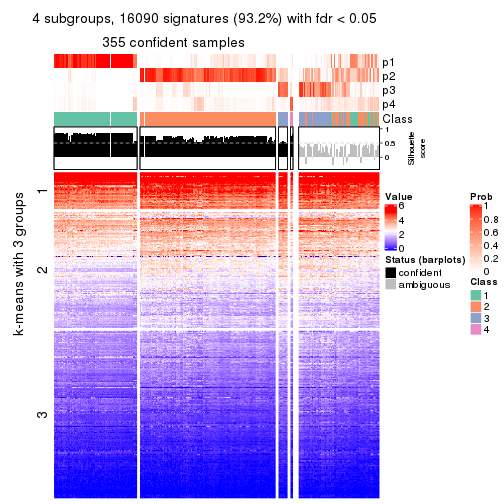 4 subgroups, 16090 signatures (93.2%) with fdr < 0.05
355 confident samples
p1
p2
p3
p4
Class
1
0.5
0
Silhouette
score
k-means with 3 groups
1
2
3
Value
6
4
2
0
Status (barplots)
confident
ambiguous
Prob
1
0.8
0.6
0.4
0.2
0
Class
1
2
3
4